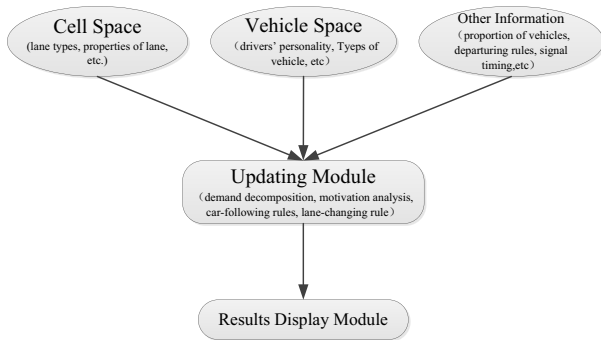 Cell Space
(lane types, properties of lane,
etc.)
Vehicle Space
（drivers’ personality, Tyeps of
vehicle, etc）
Other Information
（proportion of vehicles,
departuring rules, signal
timing,etc）
Updating Module
（demand decomposition, motivation analysis,
car-following rules, lane-changing rule）
Results Display Module